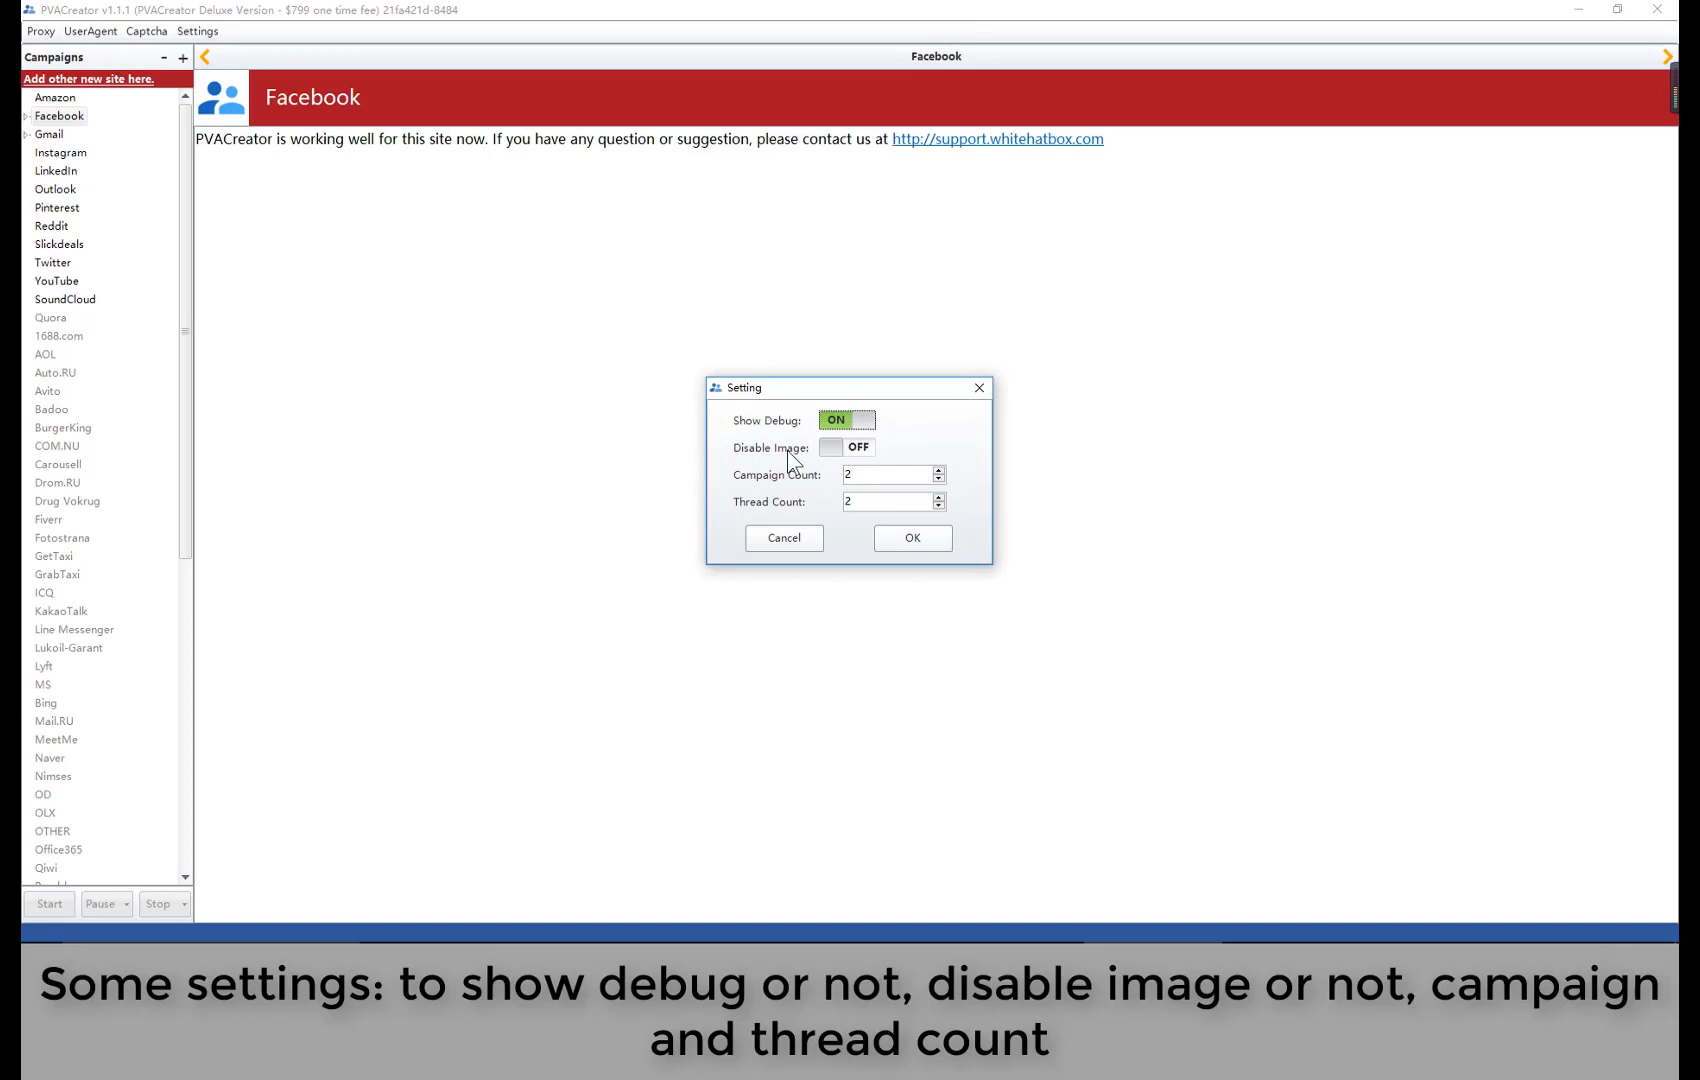 PVACreator v1.1.1 (PVACreator Deluxe Version - $799 one time fee) 21fa421d-8484
Proxy UserAgent Captcha Settings
Campaigns - +
Facebook
Add other new site here.
Facebook
PVACreator is working well for this site now. If you have any question or suggestion, please contact us at http://support.whitehatbox.com
Amazon
Facebook
Gmail
Instagram
LinkedIn
Outlook
Pinterest
Reddit
Slickdeals
Twitter
YouTube
SoundCloud
Quora
1688.com
AOL
Auto.RU
Avito
Badoo
BurgerKing
COM.NU
Carousell
Drom.RU
Drug Vokrug
Fiverr
Fotostrana
GetTaxi
GrabTaxi
ICQ
KakaoTalk
Line Messenger
Lukoil-Garant
Lyft
MS
Bing
Mail.RU
MeetMe
Naver
Nimses
OD
OLX
OTHER
Office365
Qiwi
Start Pause Stop
Setting
Show Debug: ON
Disable Image: OFF
Campaign Count: 2
Thread Count: 2
Cancel OK
Some settings: to show debug or not, disable image or not, campaign
and thread count